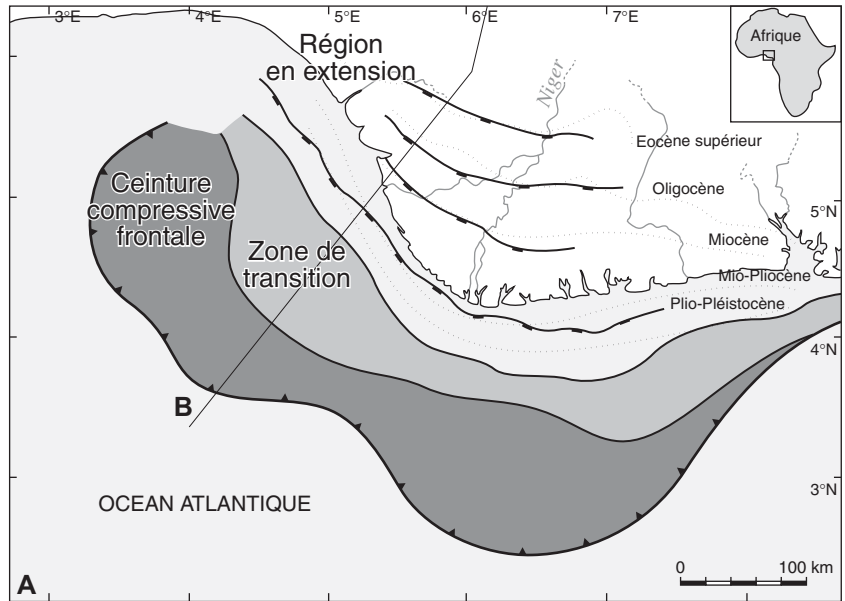 3°E
4°E
5°E
6°E
7°E
Afrique
Région
en extension
Niger
Eocène supérieur
Oligocène
5°N
Ceinture
compressive
frontale
Zone de
transition
Miocène
Mio-Pliocène
Plio-Pléistocène
4°N
B
3°N
OCEAN ATLANTIQUE
0
100 km
A